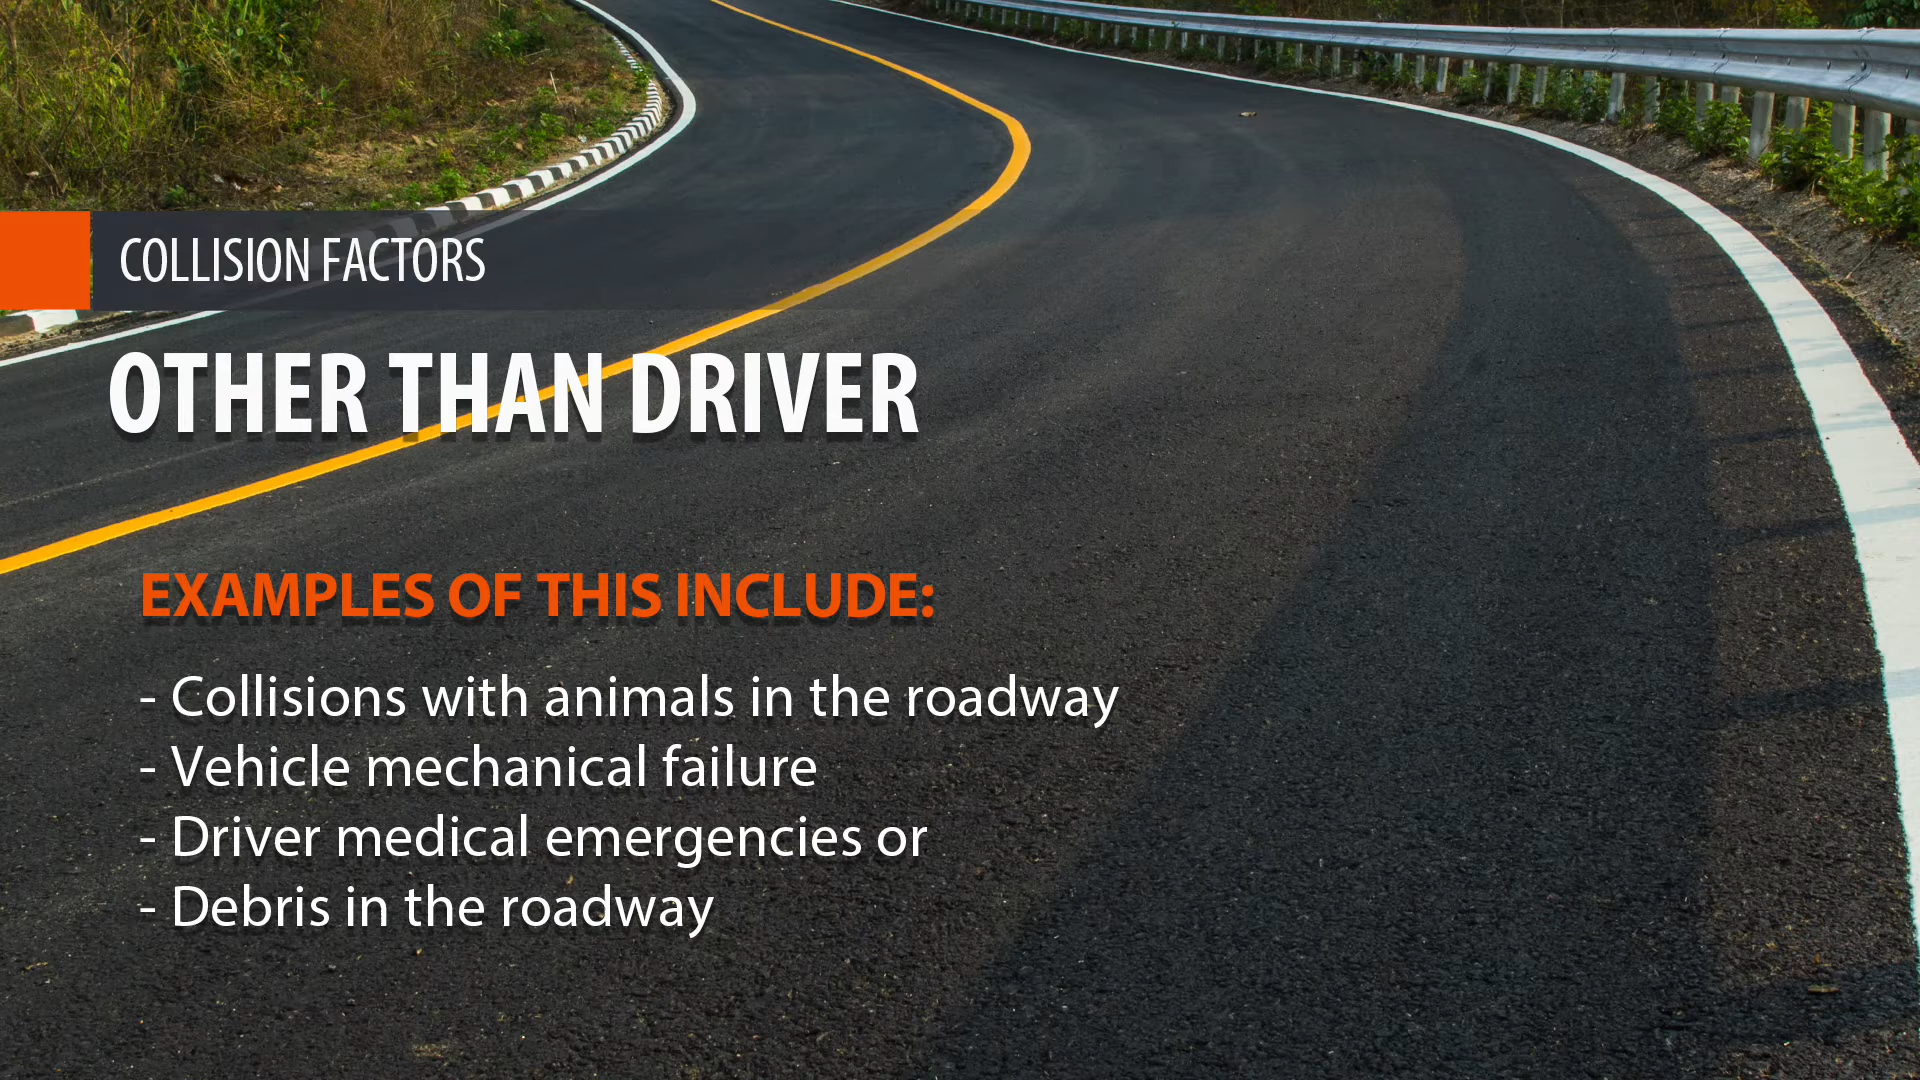 COLLISION FACTORS
OTHER THAN DRIVER
EXAMPLES OF THIS INCLUDE:
- Collisions with animals in the roadway
- Vehicle mechanical failure
- Driver medical emergencies or
- Debris in the roadway